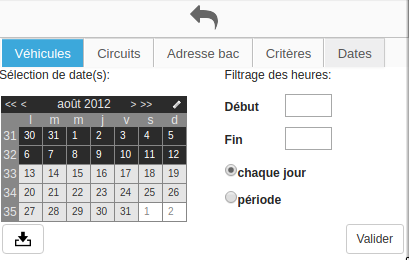 Véhicules Circuits Adresse bac Critères Dates
Sélection de date(s):
Filtrage des heures:
<< < août 2012 > >>
l m m j v s d
31 30 31 1 2 3 4 5
32 6 7 8 9 10 11 12
33 13 14 15 16 17 18 19
34 20 21 22 23 24 25 26
35 27 28 29 30 31 1 2
Début
Fin
chaque jour
période
Valider